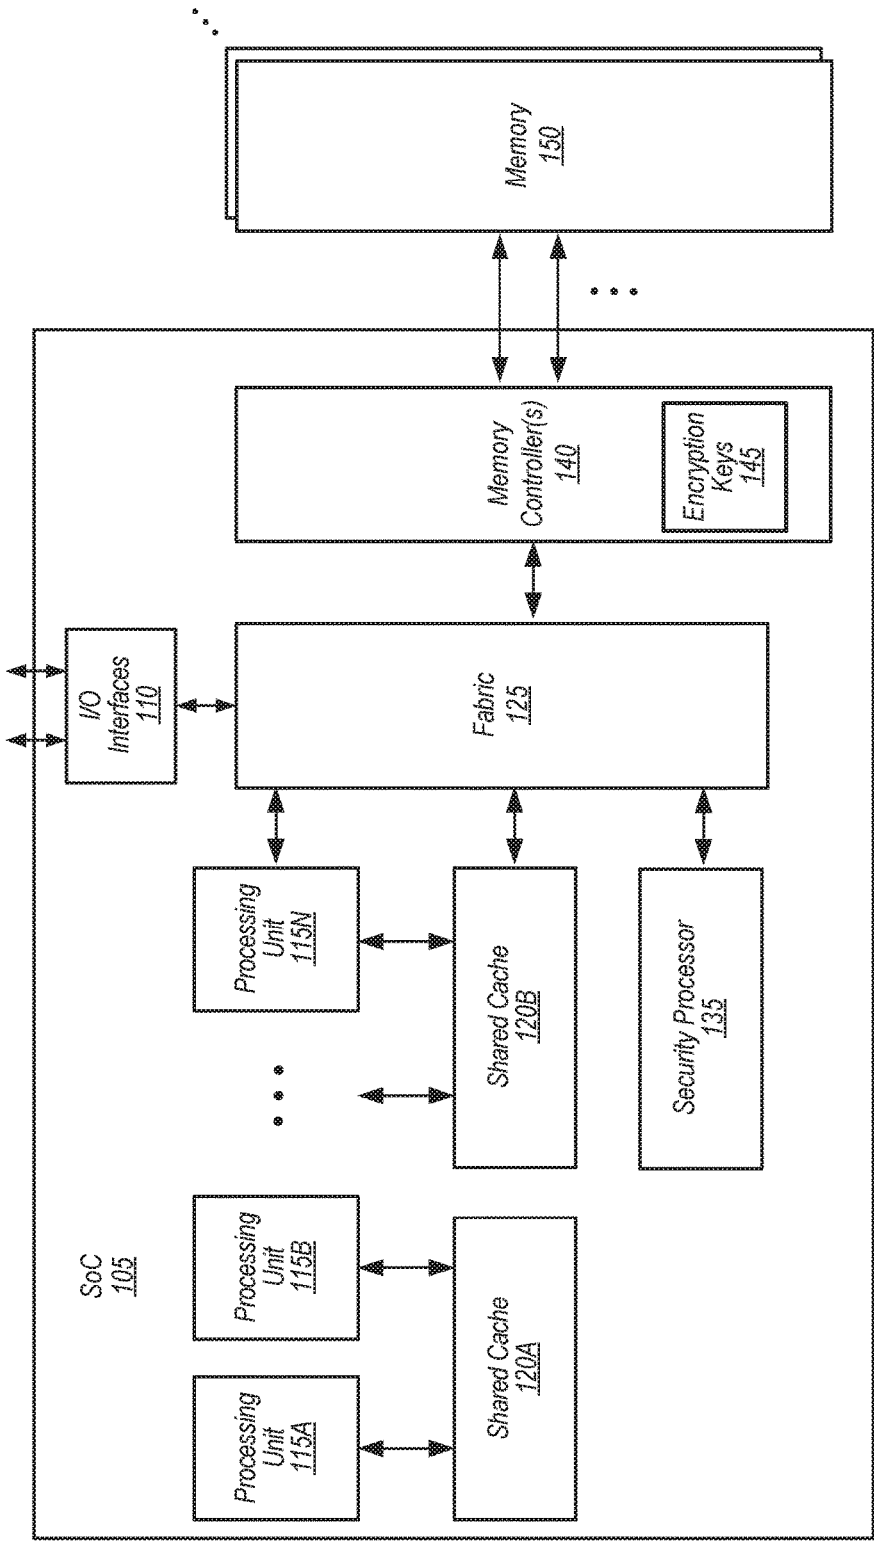 SoC
105
Processing
Unit
115A
Processing
Unit
115B
Processing
Unit
115N
Shared Cache
120A
Shared Cache
120B
Security Processor
135
I/O
Interfaces
110
Fabric
125
Memory
Controller(s)
140
Encryption
Keys
145
Memory
150